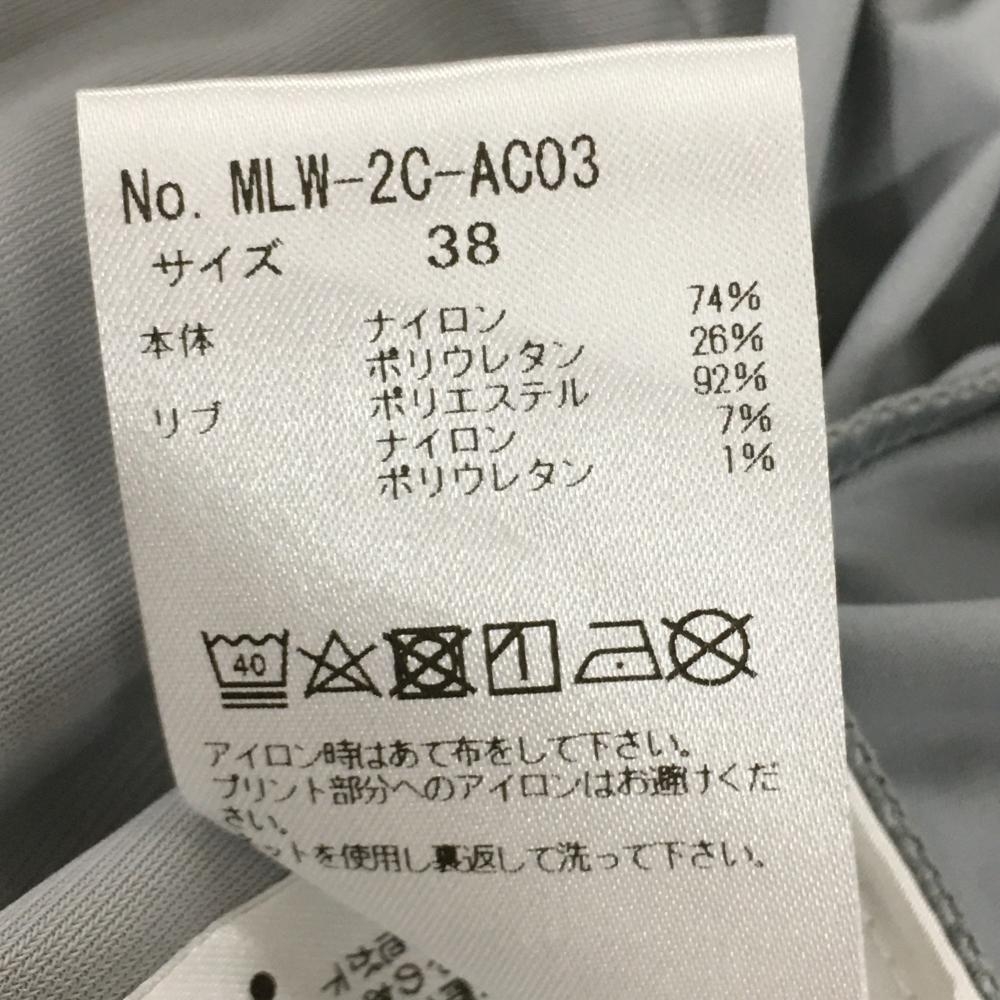 No. MLW-2C-AC03
サイズ 38
本体 ナイロン 74%
ポリウレタン 26%
リブ ポリエステル 92%
ナイロン 7%
ポリウレタン 1%
40
アイロン時はあて布をして下さい。
プリント部分へのアイロンはお避けくだ
さい。
ットを使用し裏返して洗って下さい。